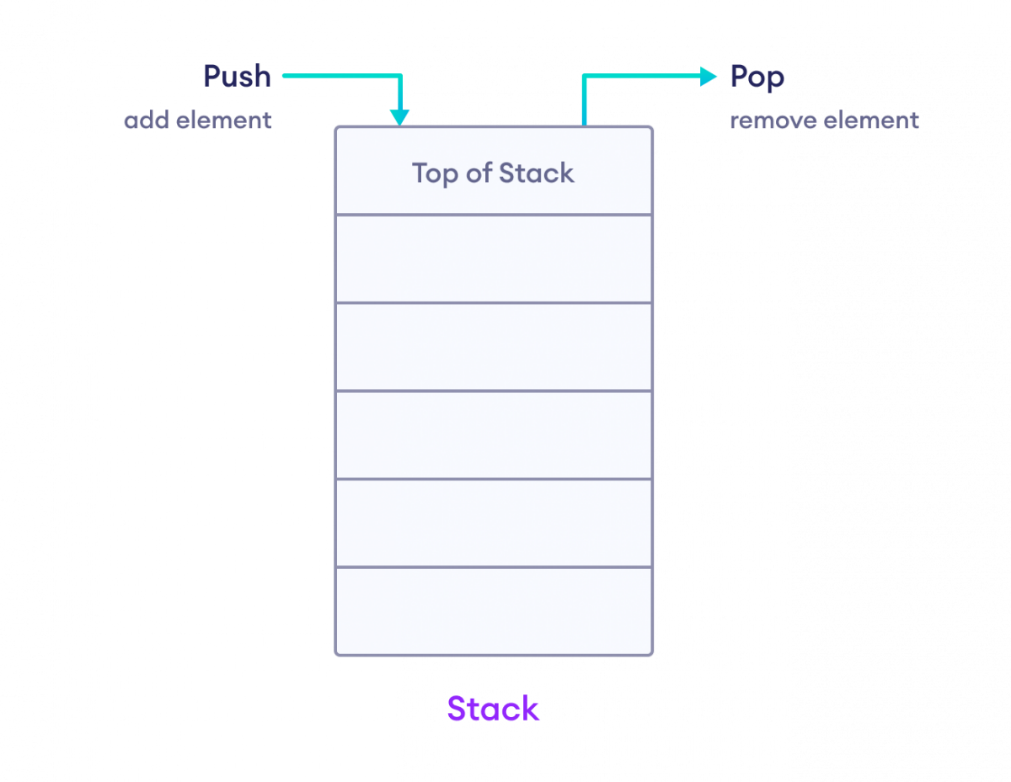 Push
add element
Pop
remove element
Top of Stack
Stack